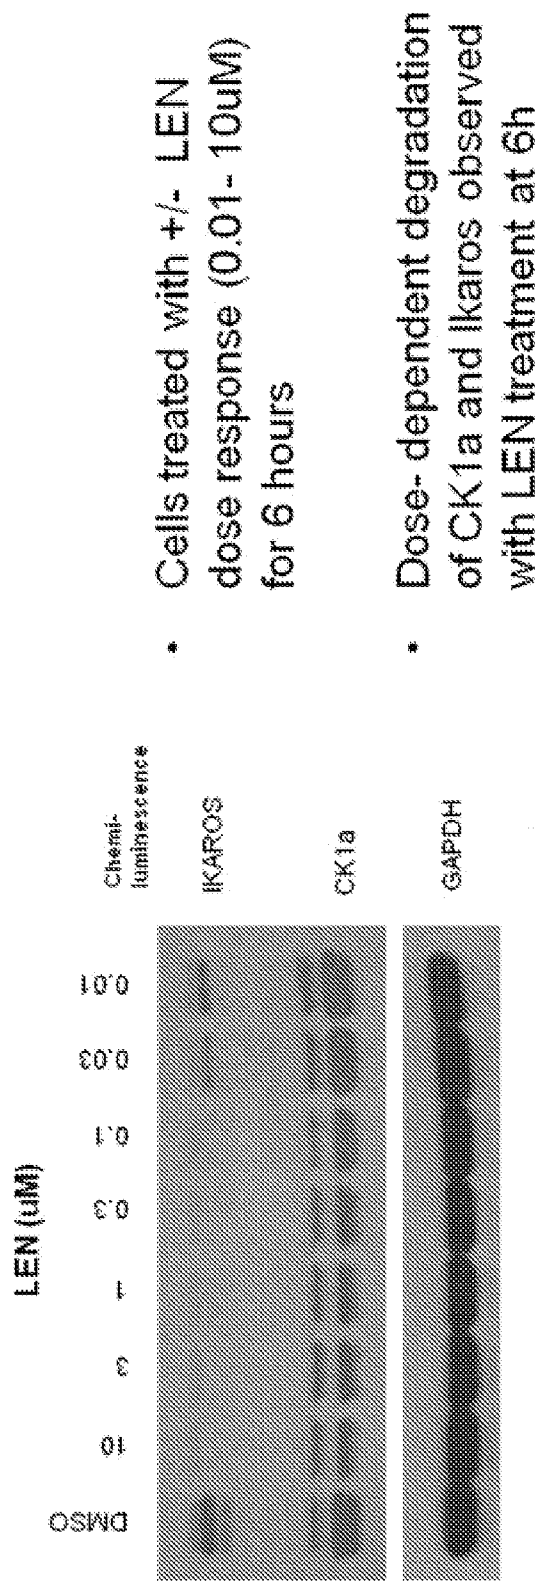 LEN (uM)
DMSO 10 3 1 0.3 0.1 0.03 0.01
Chemi-
luminescence
IKAROS
CK1a
GAPDH
• Cells treated with +/- LEN
dose response (0.01- 10uM)
for 6 hours
• Dose- dependent degradation
of CK1a and Ikaros observed
with LEN treatment at 6h